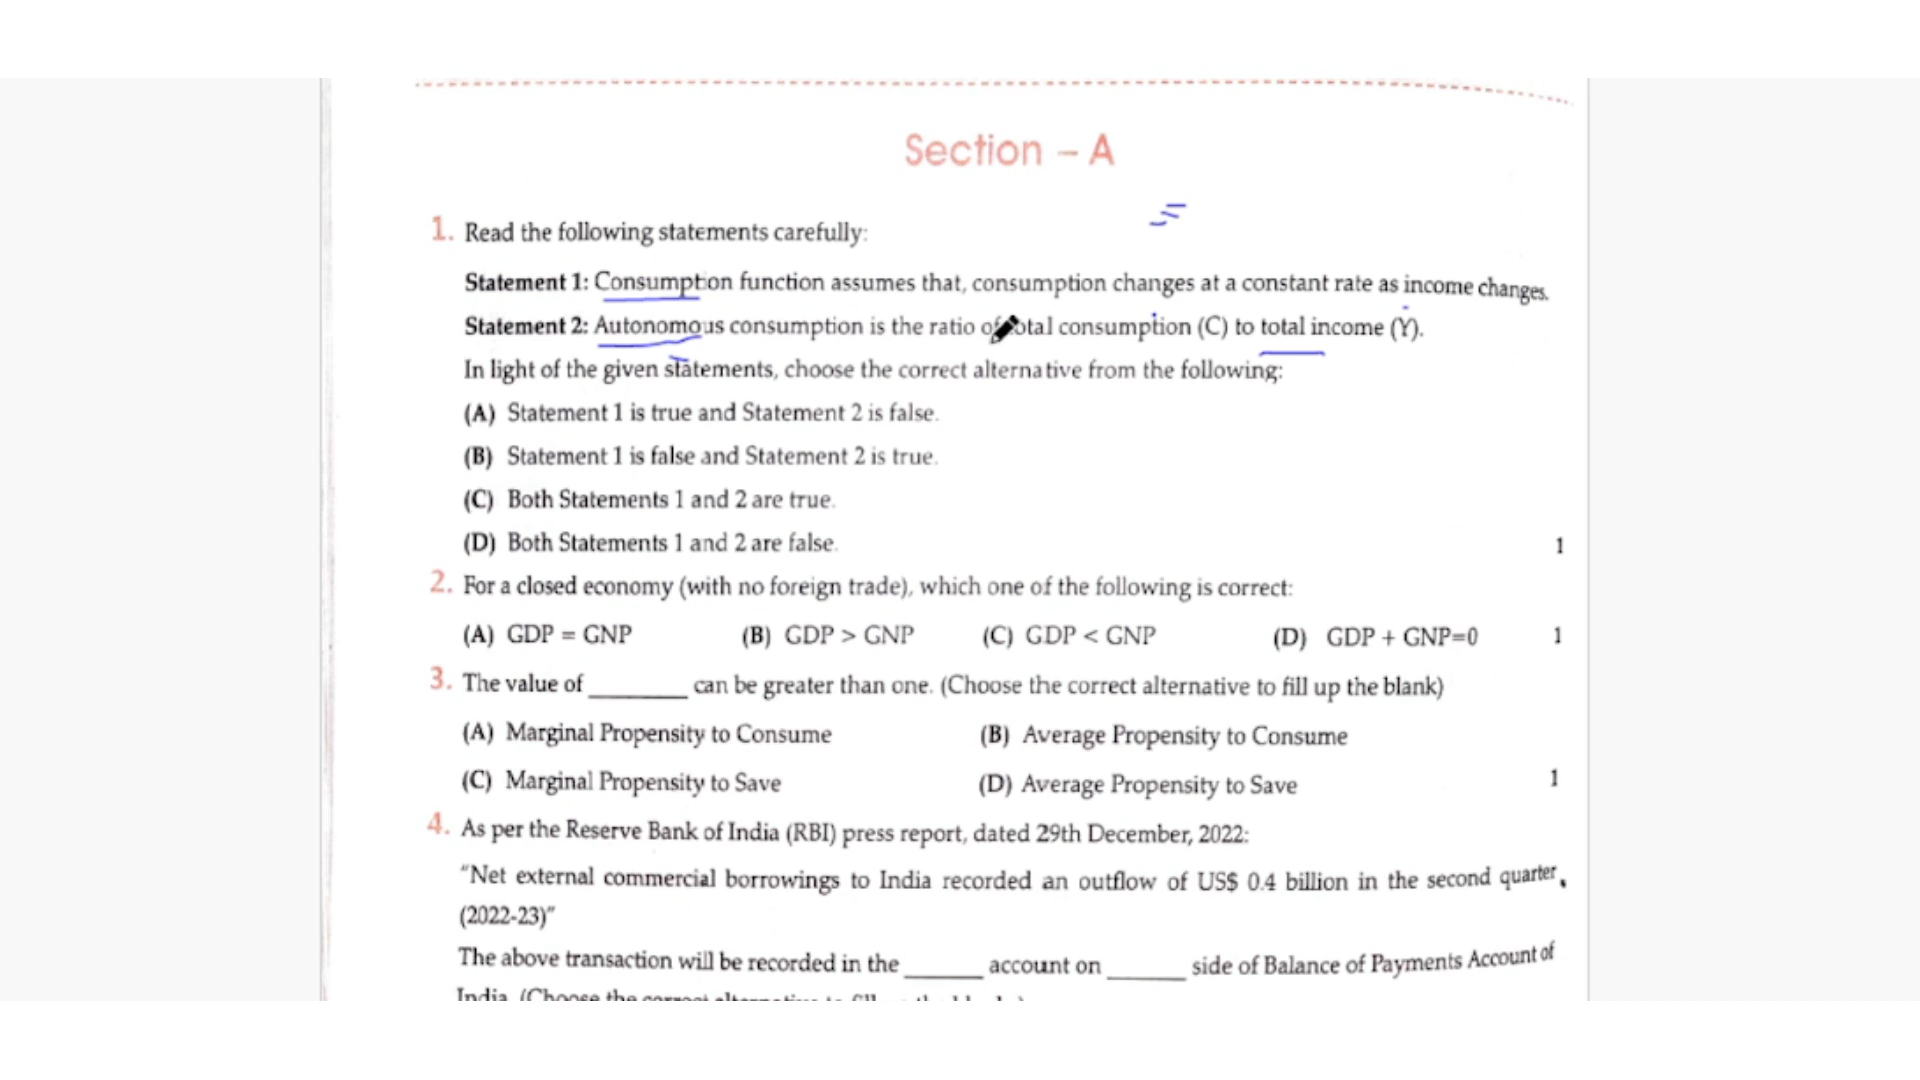 Section - A
1. Read the following statements carefully:
Statement 1: Consumption function assumes that, consumption changes at a constant rate as income changes.
Statement 2: Autonomous consumption is the ratio of total consumption (C) to total income (Y).
In light of the given statements, choose the correct alternative from the following:
(A) Statement 1 is true and Statement 2 is false.
(B) Statement 1 is false and Statement 2 is true.
(C) Both Statements 1 and 2 are true.
(D) Both Statements 1 and 2 are false. 1
2. For a closed economy (with no foreign trade), which one of the following is correct:
(A) GDP = GNP (B) GDP > GNP (C) GDP < GNP (D) GDP + GNP=0 1
3. The value of ________ can be greater than one. (Choose the correct alternative to fill up the blank)
(A) Marginal Propensity to Consume (B) Average Propensity to Consume
(C) Marginal Propensity to Save (D) Average Propensity to Save 1
4. As per the Reserve Bank of India (RBI) press report, dated 29th December, 2022:
"Net external commercial borrowings to India recorded an outflow of US$ 0.4 billion in the second quarter,
(2022-23)"
The above transaction will be recorded in the ______ account on ______ side of Balance of Payments Account of
India. (Choose the correct